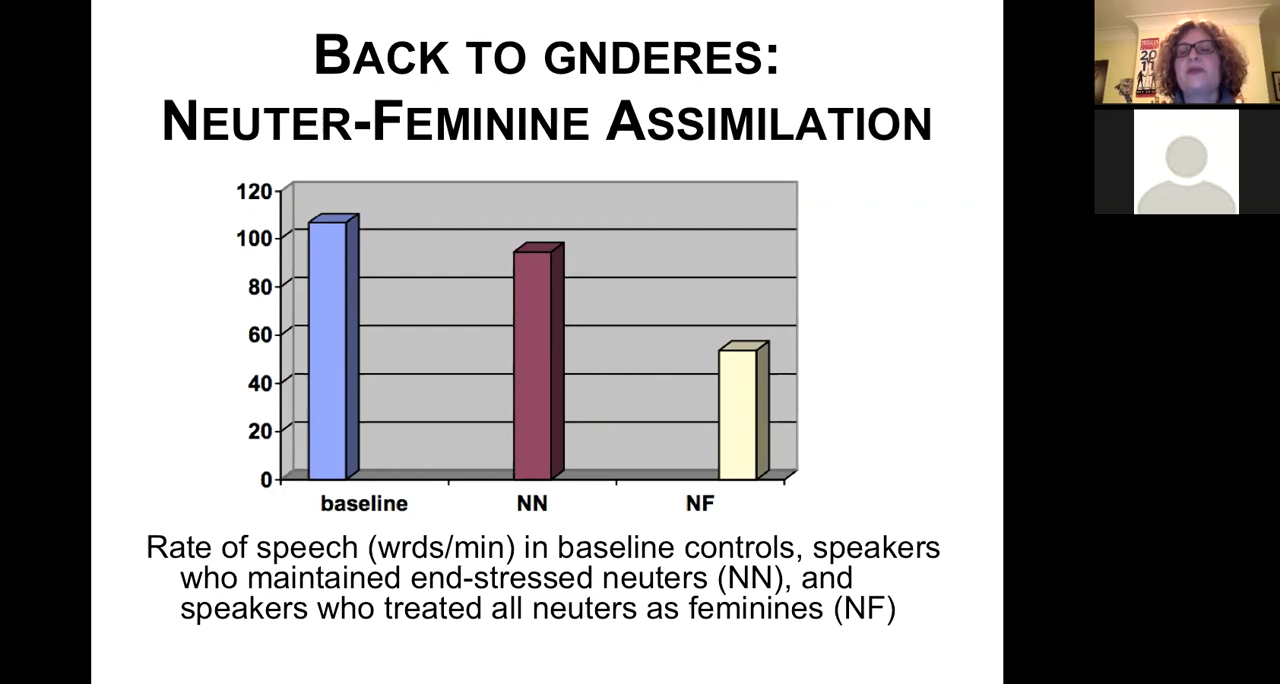 BACK TO GNDERES:
NEUTER-FEMININE ASSIMILATION
120
100
80
60
40
20
0
baseline NN NF
Rate of speech (wrds/min) in baseline controls, speakers
who maintained end-stressed neuters (NN), and
speakers who treated all neuters as feminines (NF)
20